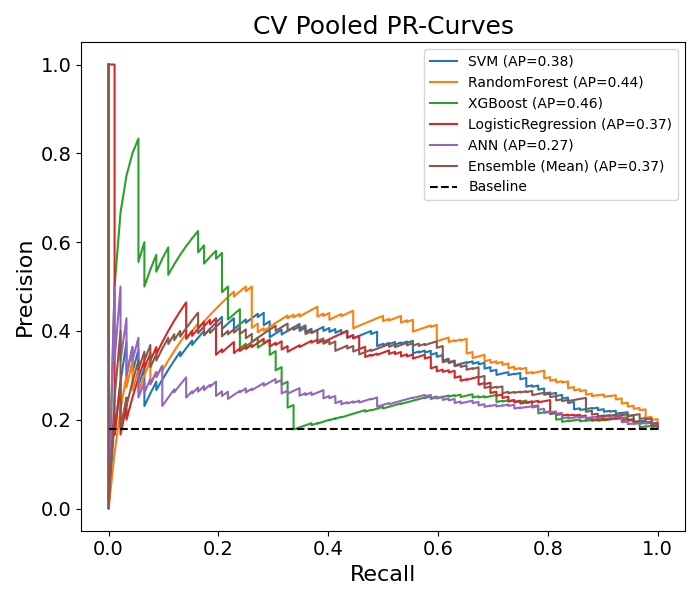 CV Pooled PR-Curves
SVM (AP=0.38)
RandomForest (AP=0.44)
XGBoost (AP=0.46)
LogisticRegression (AP=0.37)
ANN (AP=0.27)
Ensemble (Mean) (AP=0.37)
Baseline
Precision
1.0
0.8
0.6
0.4
0.2
0.0
0.0 0.2 0.4 0.6 0.8 1.0
Recall